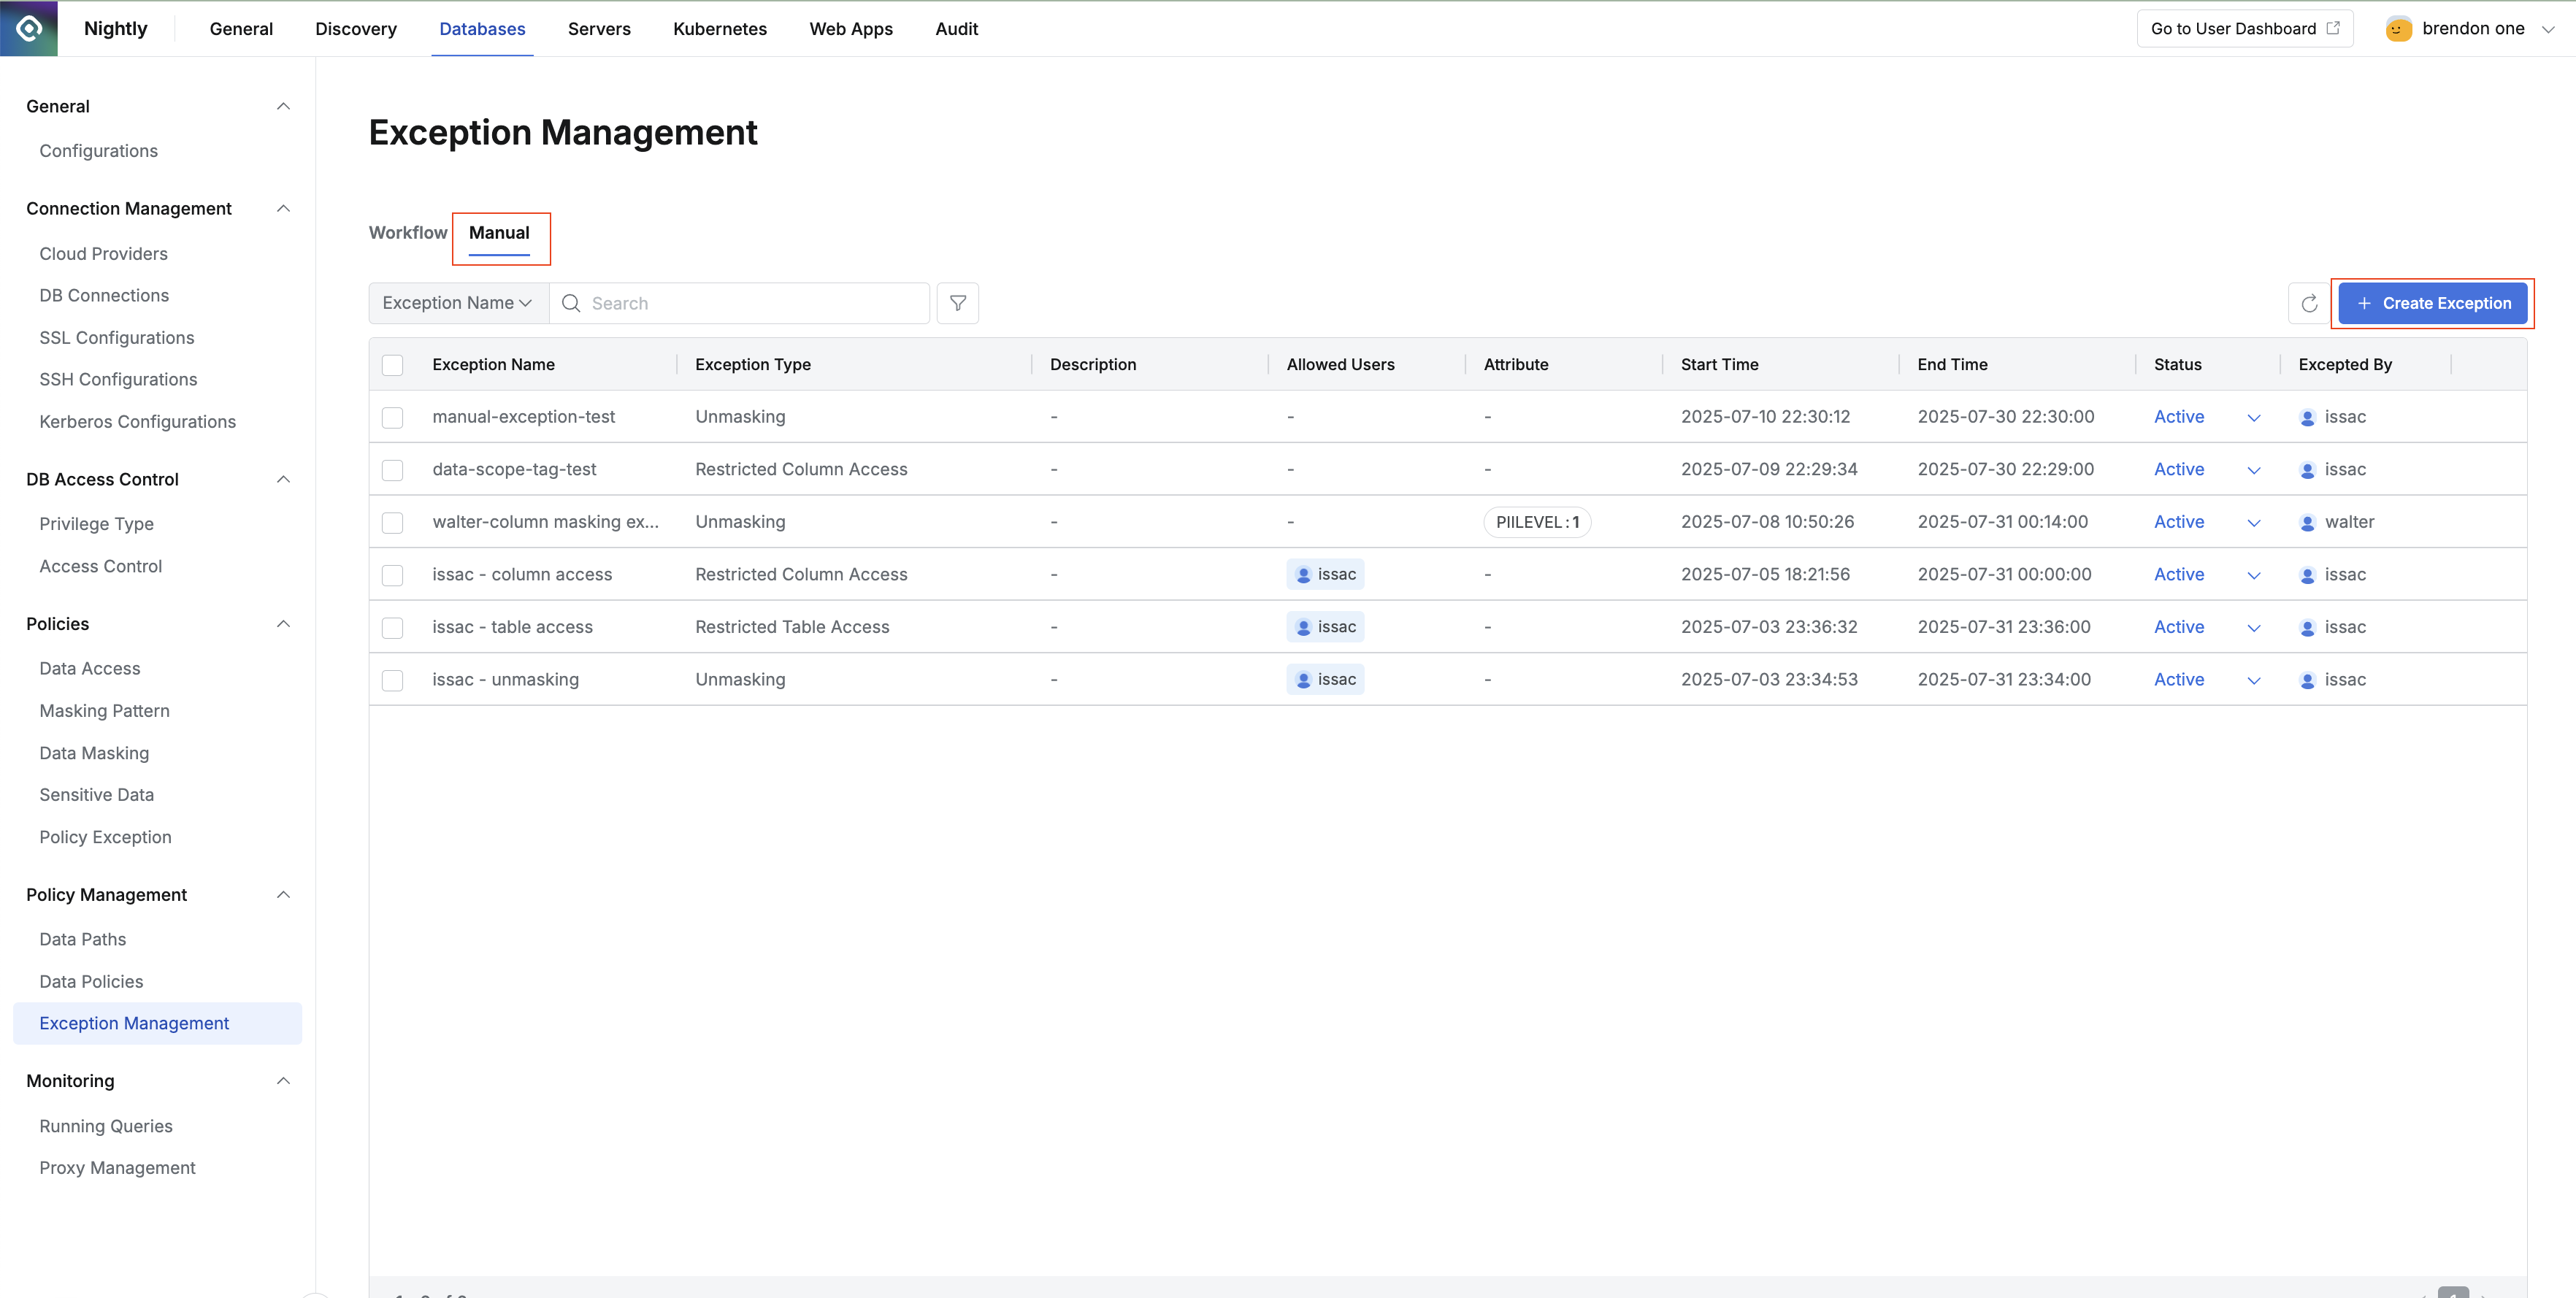 Nightly General Discovery Databases Servers Kubernetes Web Apps Audit Go to User Dashboard brendon one
General
Configurations
Connection Management
Cloud Providers
DB Connections
SSL Configurations
SSH Configurations
Kerberos Configurations
DB Access Control
Privilege Type
Access Control
Policies
Data Access
Masking Pattern
Data Masking
Sensitive Data
Policy Exception
Policy Management
Data Paths
Data Policies
Exception Management
Monitoring
Running Queries
Proxy Management
Exception Management
Workflow Manual
Exception Name Search + Create Exception
Exception Name Exception Type Description Allowed Users Attribute Start Time End Time Status Excepted By
manual-exception-test Unmasking - - - 2025-07-10 22:30:12 2025-07-30 22:30:00 Active issac
data-scope-tag-test Restricted Column Access - - - 2025-07-09 22:29:34 2025-07-30 22:29:00 Active issac
walter-column masking ex... Unmasking - - PIILEVEL : 1 2025-07-08 10:50:26 2025-07-31 00:14:00 Active walter
issac - column access Restricted Column Access - issac - 2025-07-05 18:21:56 2025-07-31 00:00:00 Active issac
issac - table access Restricted Table Access - issac - 2025-07-03 23:36:32 2025-07-31 23:36:00 Active issac
issac - unmasking Unmasking - issac - 2025-07-03 23:34:53 2025-07-31 23:34:00 Active issac